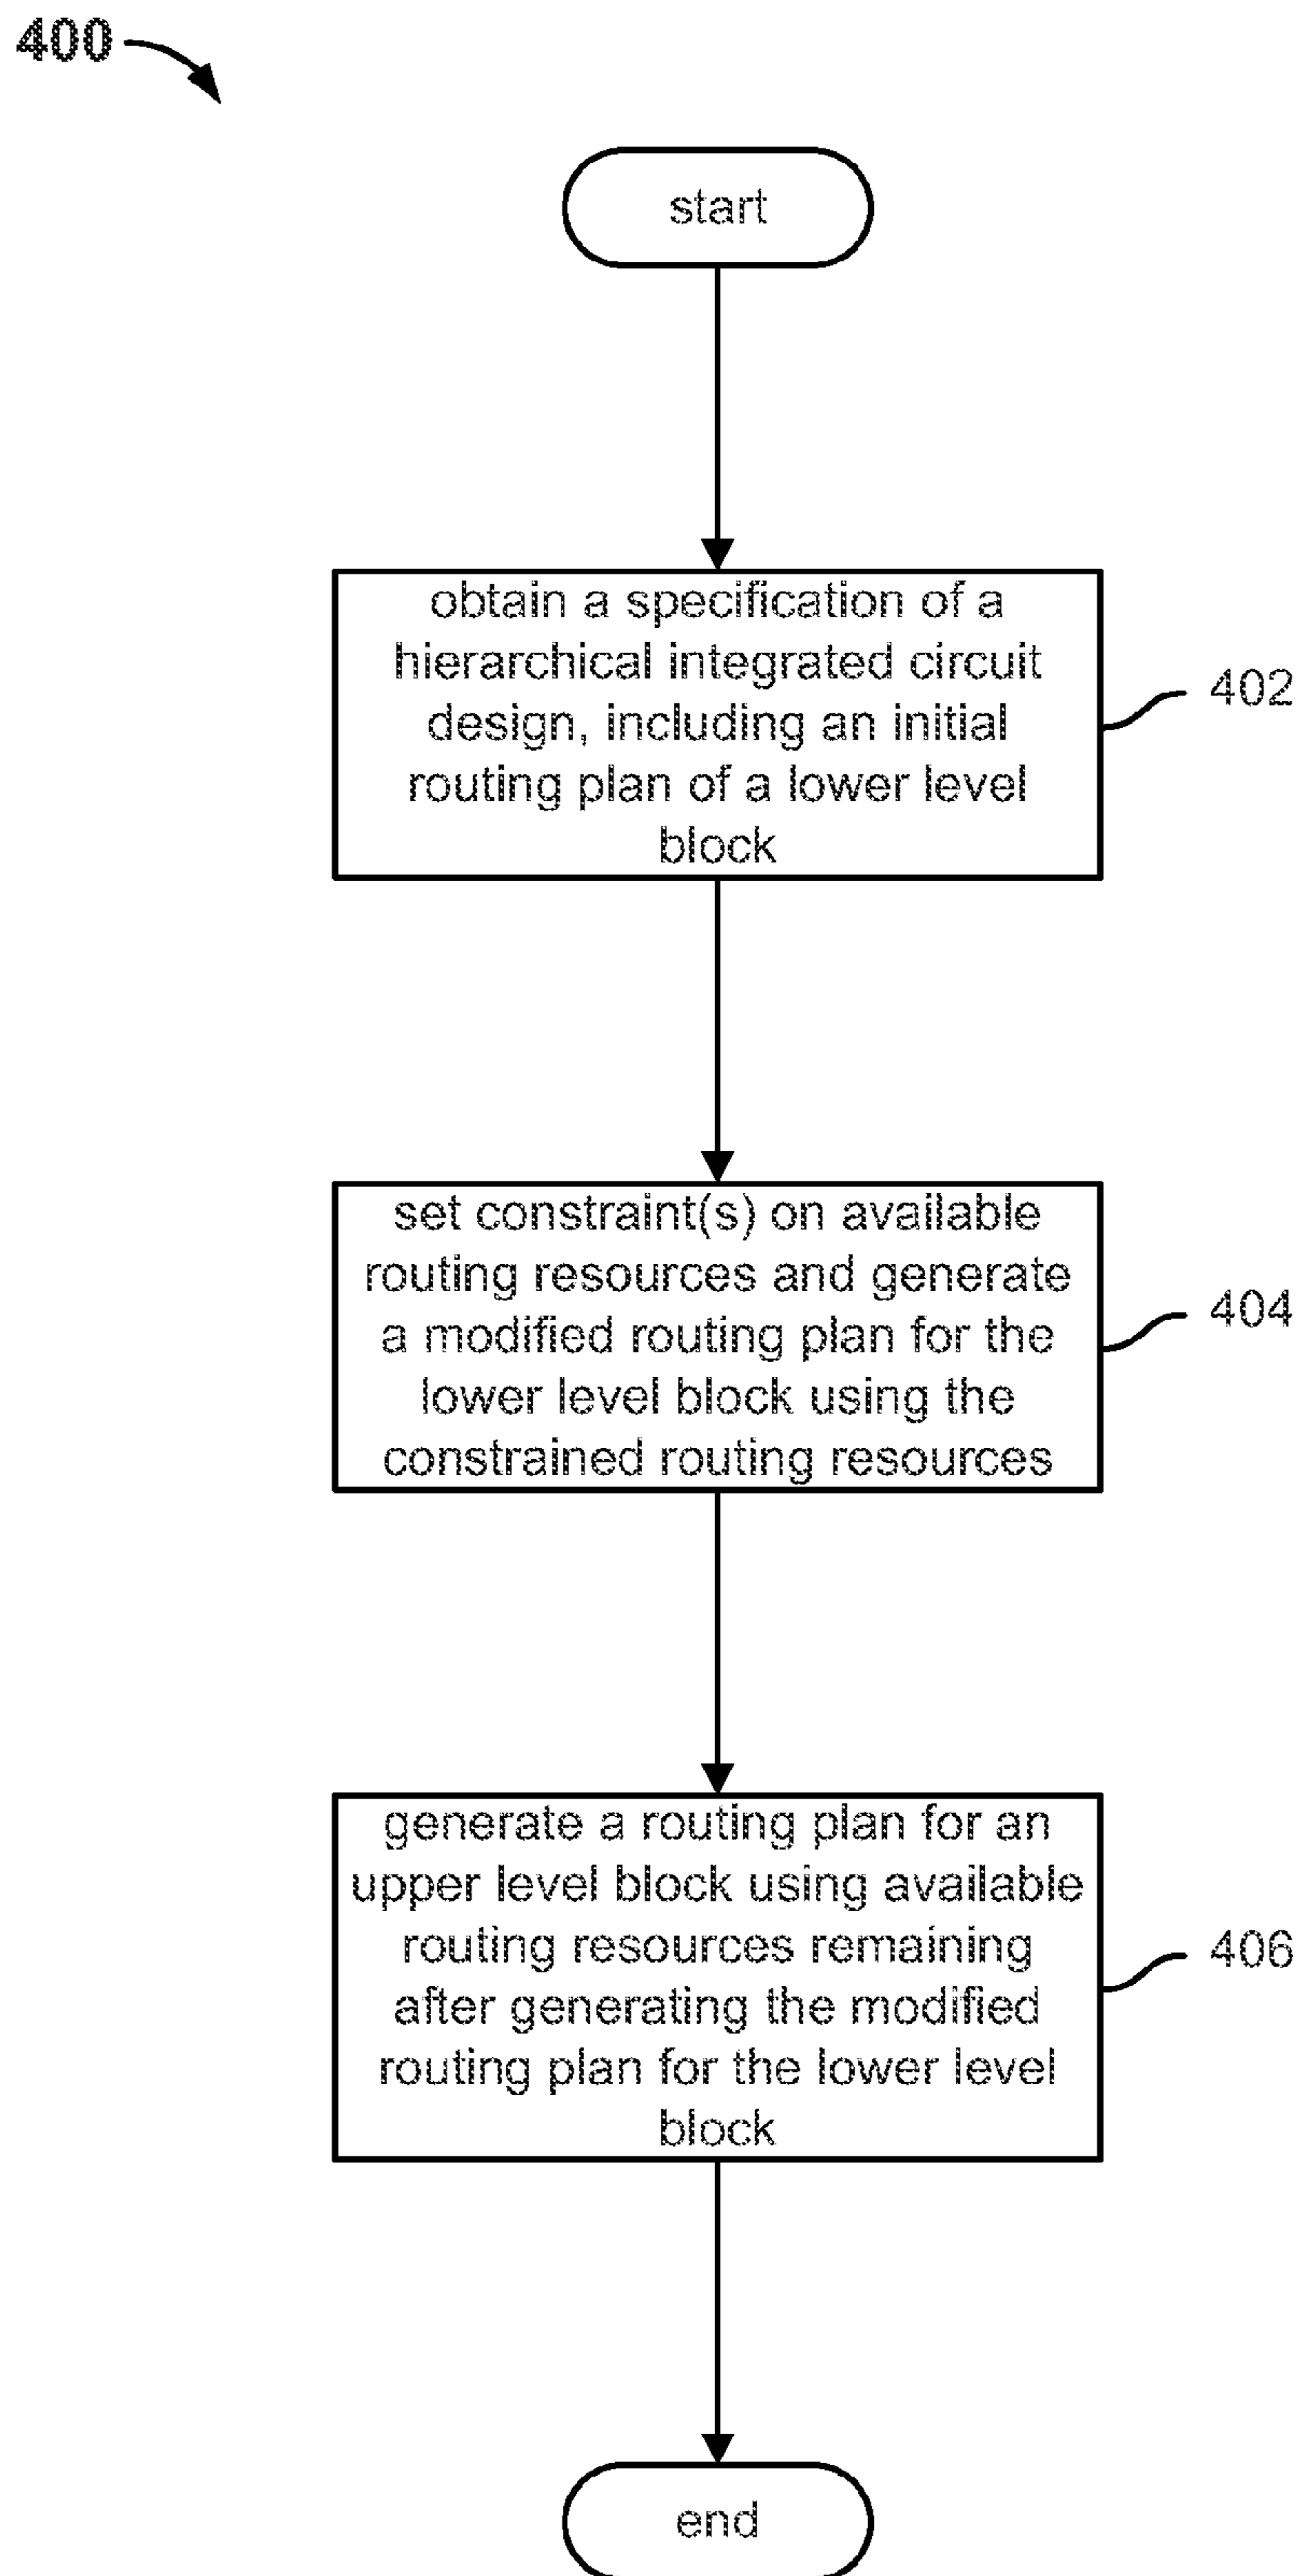 400
start
obtain a specification of a
hierarchical integrated circuit
design, including an initial
routing plan of a lower level
block
402
set constraint(s) on available
routing resources and generate
a modified routing plan for the
lower level block using the
constrained routing resources
404
generate a routing plan for an
upper level block using available
routing resources remaining
after generating the modified
routing plan for the lower level
block
406
end